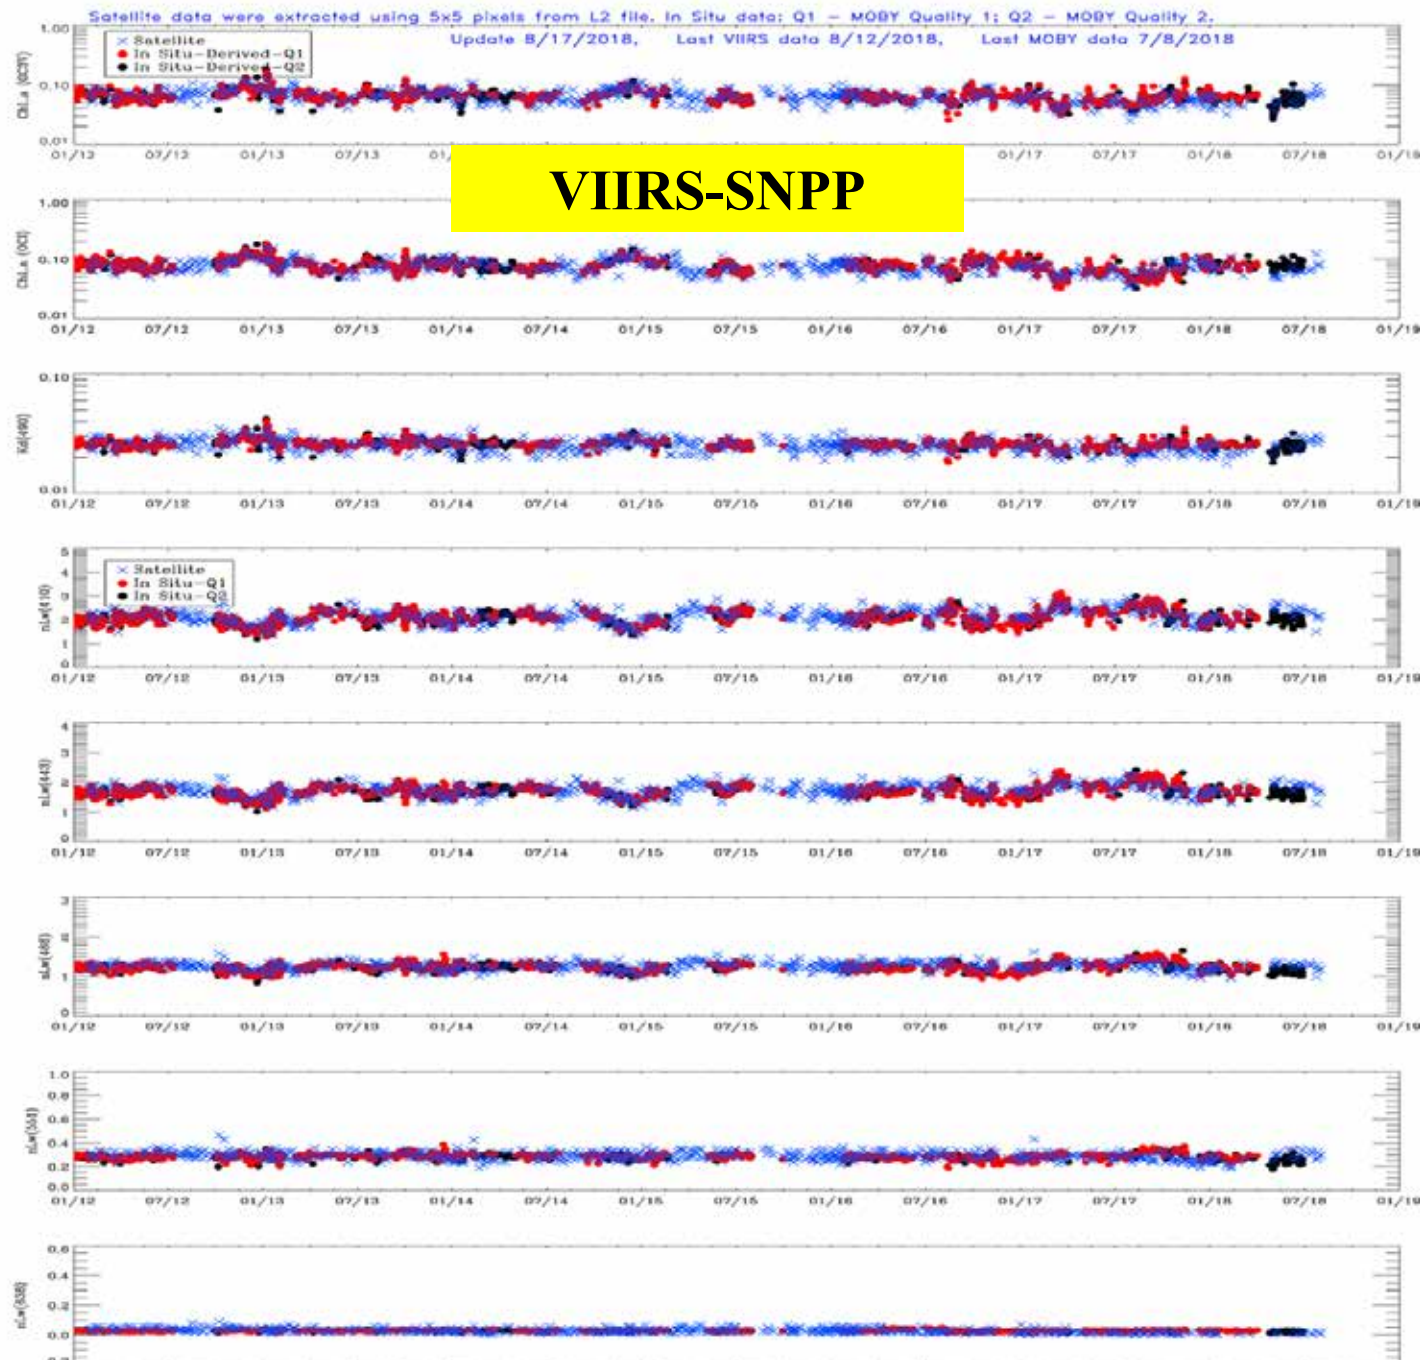 Satellite data were extracted using 5x5 pixels from L2 file. In Situ data: Q1 – MOBY Quality 1; Q2 – MOBY Quality 2.
Update 8/17/2018, Last VIIRS data 8/12/2018, Last MOBY data 7/8/2018
Satellite
In Situ-Derived-Q1
In Situ-Derived-Q2
Chl.a (OC3V)
1.00
0.10
0.01
01/12 07/12 01/13 07/13 01/17 07/17 01/18 07/18 01/19
VIIRS-SNPP
Chl.a (OCI)
1.00
0.10
0.01
01/12 07/12 01/13 07/13 01/14 07/14 01/15 07/15 01/16 07/16 01/17 07/17 01/18 07/18 01/19
Kd(490)
0.10
0.01
01/12 07/12 01/13 07/13 01/14 07/14 01/15 07/15 01/16 07/16 01/17 07/17 01/18 07/18 01/19
Satellite
In Situ-Q1
In Situ-Q2
nLw(410)
5
4
3
2
1
0
01/12 07/12 01/13 07/13 01/14 07/14 01/15 07/15 01/16 07/16 01/17 07/17 01/18 07/18 01/19
nLw(443)
4
3
2
1
0
01/12 07/12 01/13 07/13 01/14 07/14 01/15 07/15 01/16 07/16 01/17 07/17 01/18 07/18 01/19
nLw(486)
3
2
1
0
01/12 07/12 01/13 07/13 01/14 07/14 01/15 07/15 01/16 07/16 01/17 07/17 01/18 07/18 01/19
nLw(551)
1.0
0.8
0.6
0.4
0.2
0.0
01/12 07/12 01/13 07/13 01/14 07/14 01/15 07/15 01/16 07/16 01/17 07/17 01/18 07/18 01/19
nLw(638)
0.6
0.4
0.2
0.0